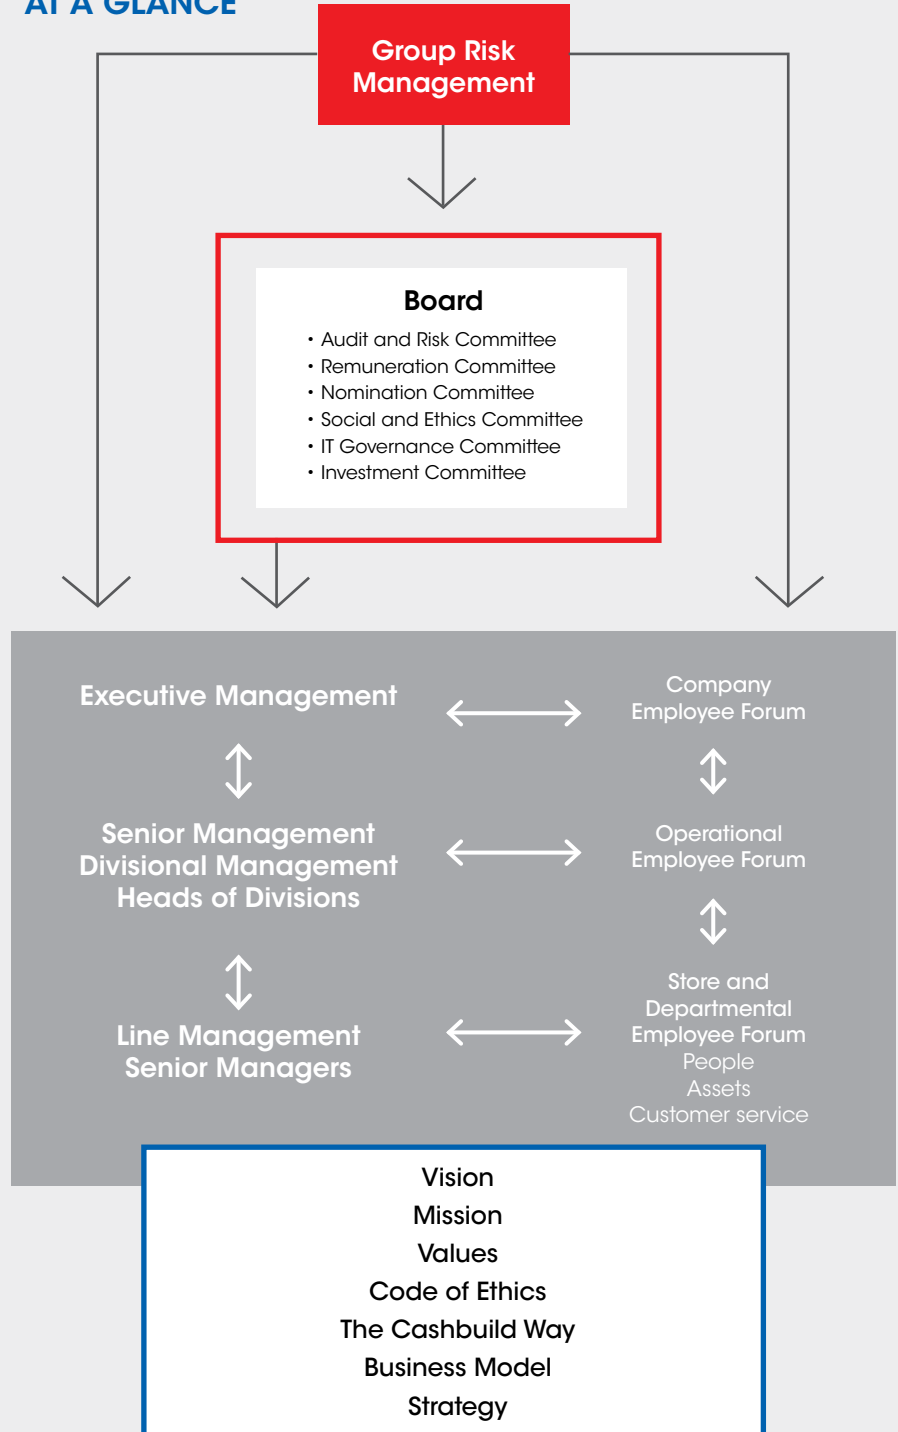 AT A GLANCE
Group Risk
Management
Board
• Audit and Risk Committee
• Remuneration Committee
• Nomination Committee
• Social and Ethics Committee
• IT Governance Committee
• Investment Committee
Executive Management
Company
Employee Forum
Senior Management
Divisional Management
Heads of Divisions
Operational
Employee Forum
Line Management
Senior Managers
Store and
Departmental
Employee Forum
People
Assets
Customer service
Vision
Mission
Values
Code of Ethics
The Cashbuild Way
Business Model
Strategy